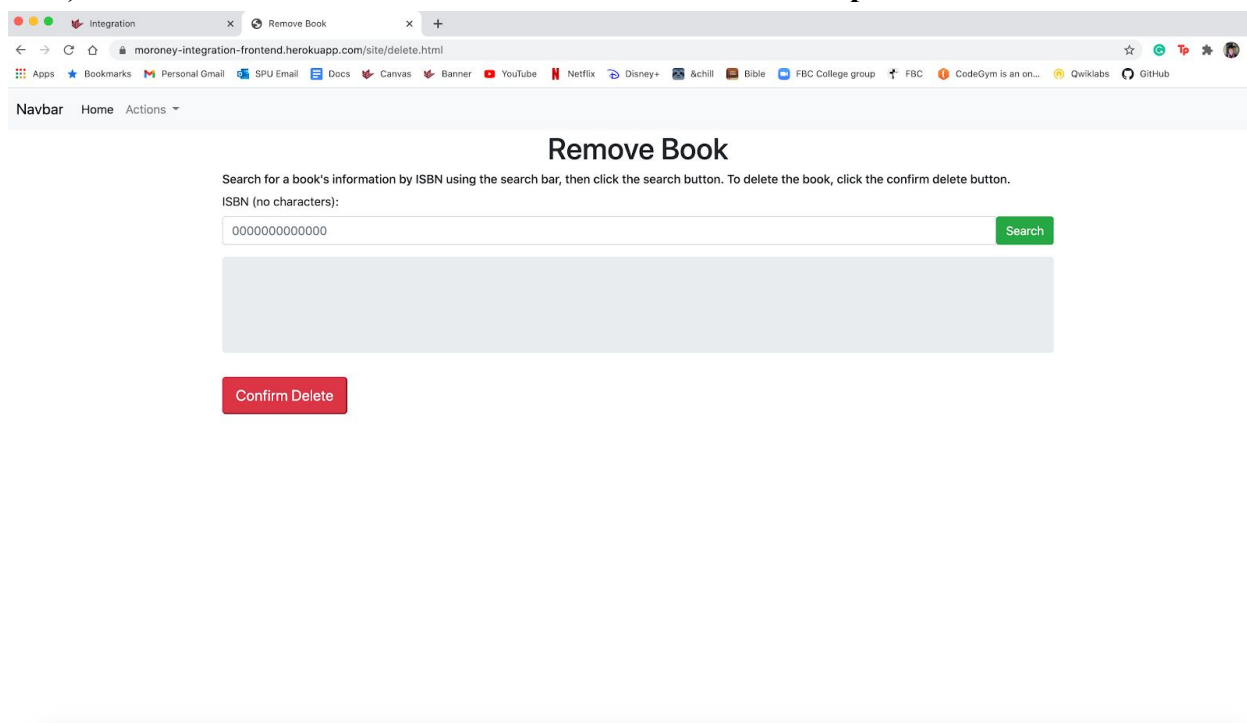 Integration
Remove Book
moroney-integration-frontend.herokuapp.com/site/delete.html
Apps Bookmarks Personal Gmail SPU Email Docs Canvas Banner YouTube Netflix Disney+ &chill Bible FBC College group FBC CodeGym is an on... Qwiklabs GitHub
Navbar Home Actions
Remove Book
Search for a book's information by ISBN using the search bar, then click the search button. To delete the book, click the confirm delete button.
ISBN (no characters):
0000000000000 Search
Confirm Delete